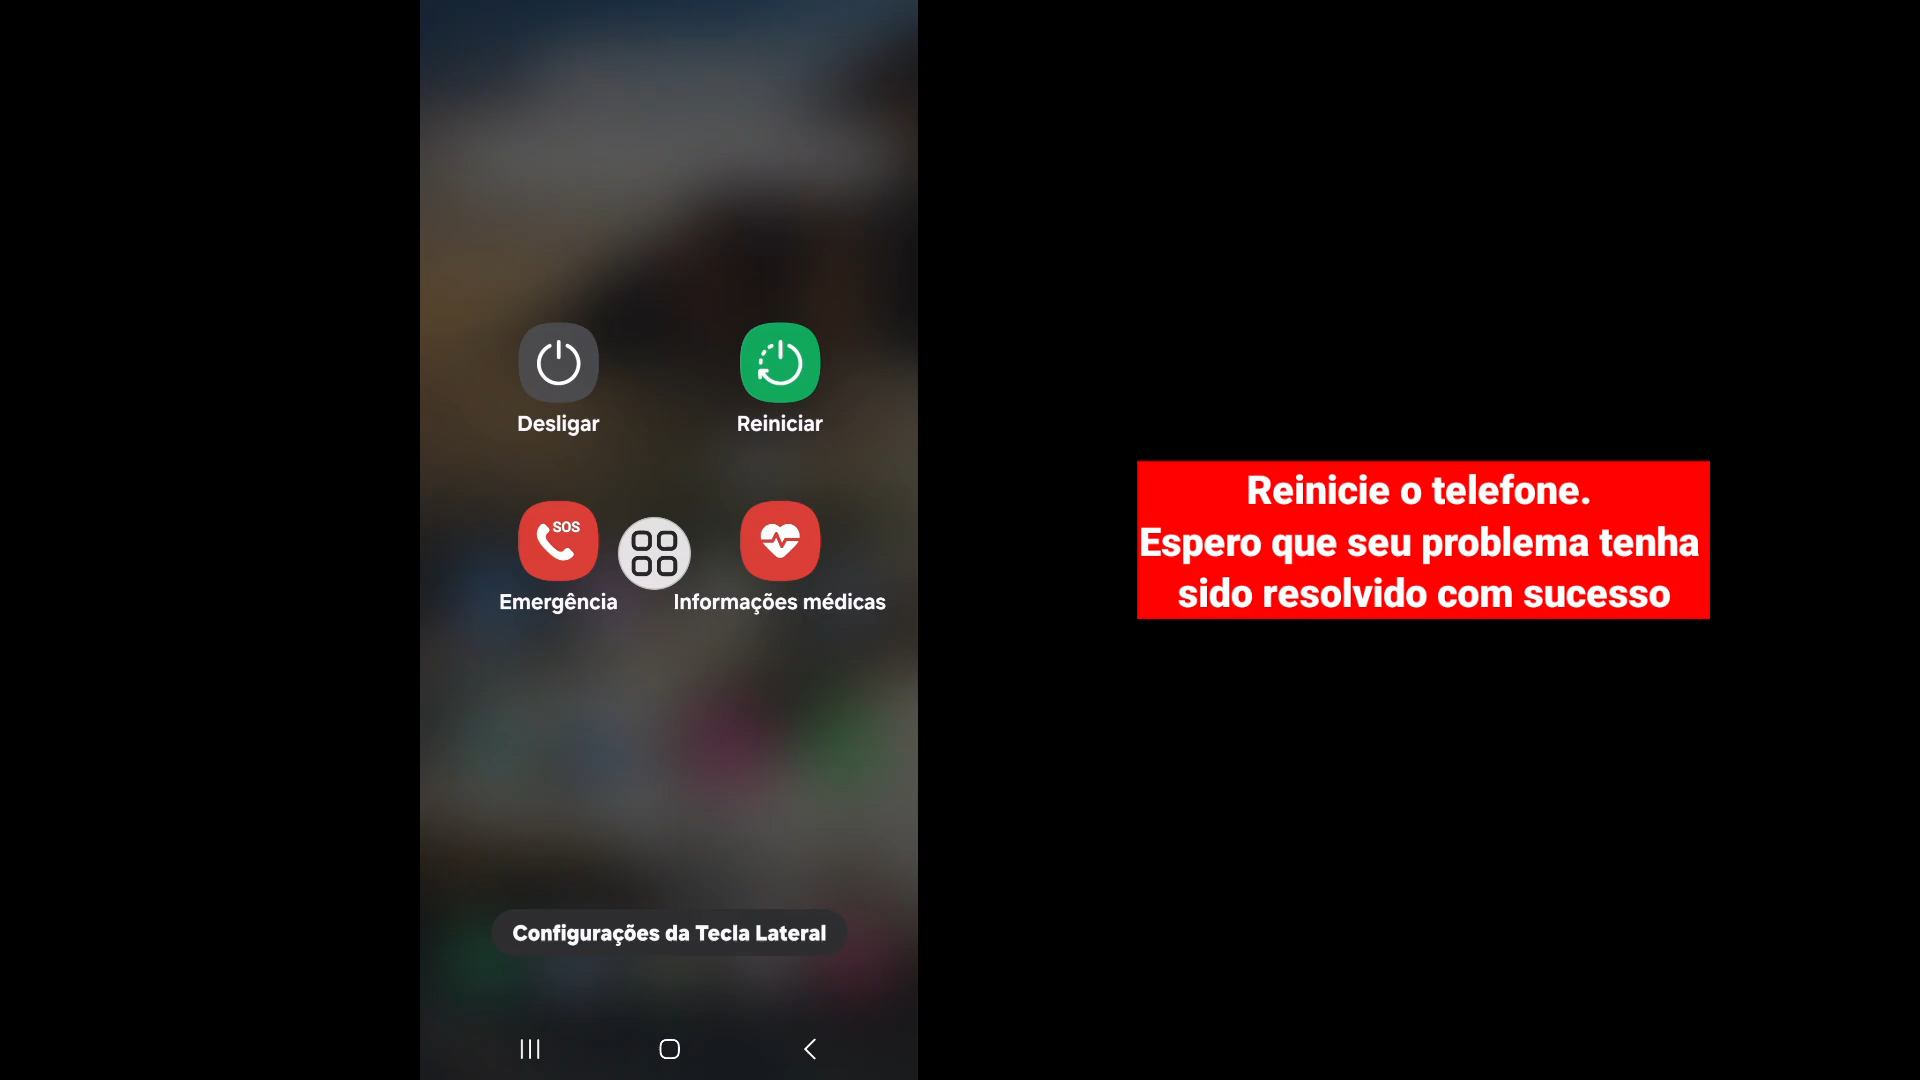 Desligar
Reiniciar
SOS
Emergência
Informações médicas
Configurações da Tecla Lateral
Reinicie o telefone.
Espero que seu problema tenha
sido resolvido com sucesso